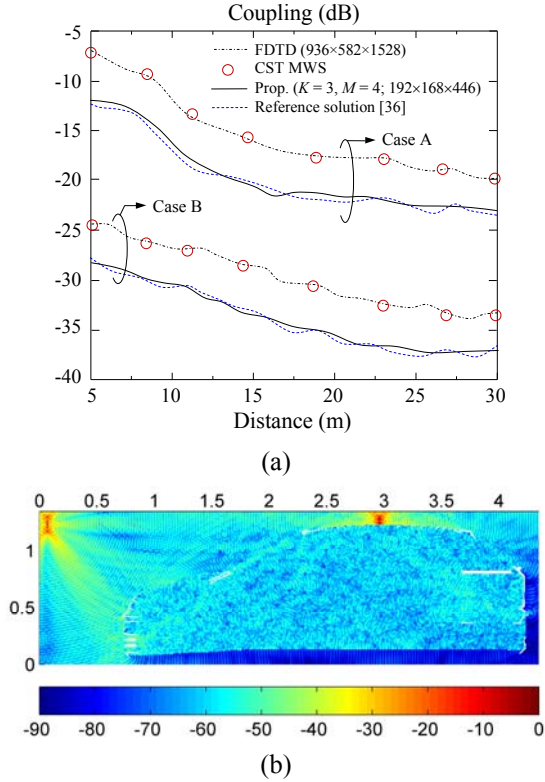 Coupling (dB)
-5
-10
-15
-20
-25
-30
-35
-40
FDTD (936×582×1528)
CST MWS
Prop. (K = 3, M = 4; 192×168×446)
Reference solution [36]
Case A
Case B
5 10 15 20 25 30
Distance (m)
(a)
0 0.5 1 1.5 2 2.5 3 3.5 4
1
0.5
0
-90 -80 -70 -60 -50 -40 -30 -20 -10 0
(b)